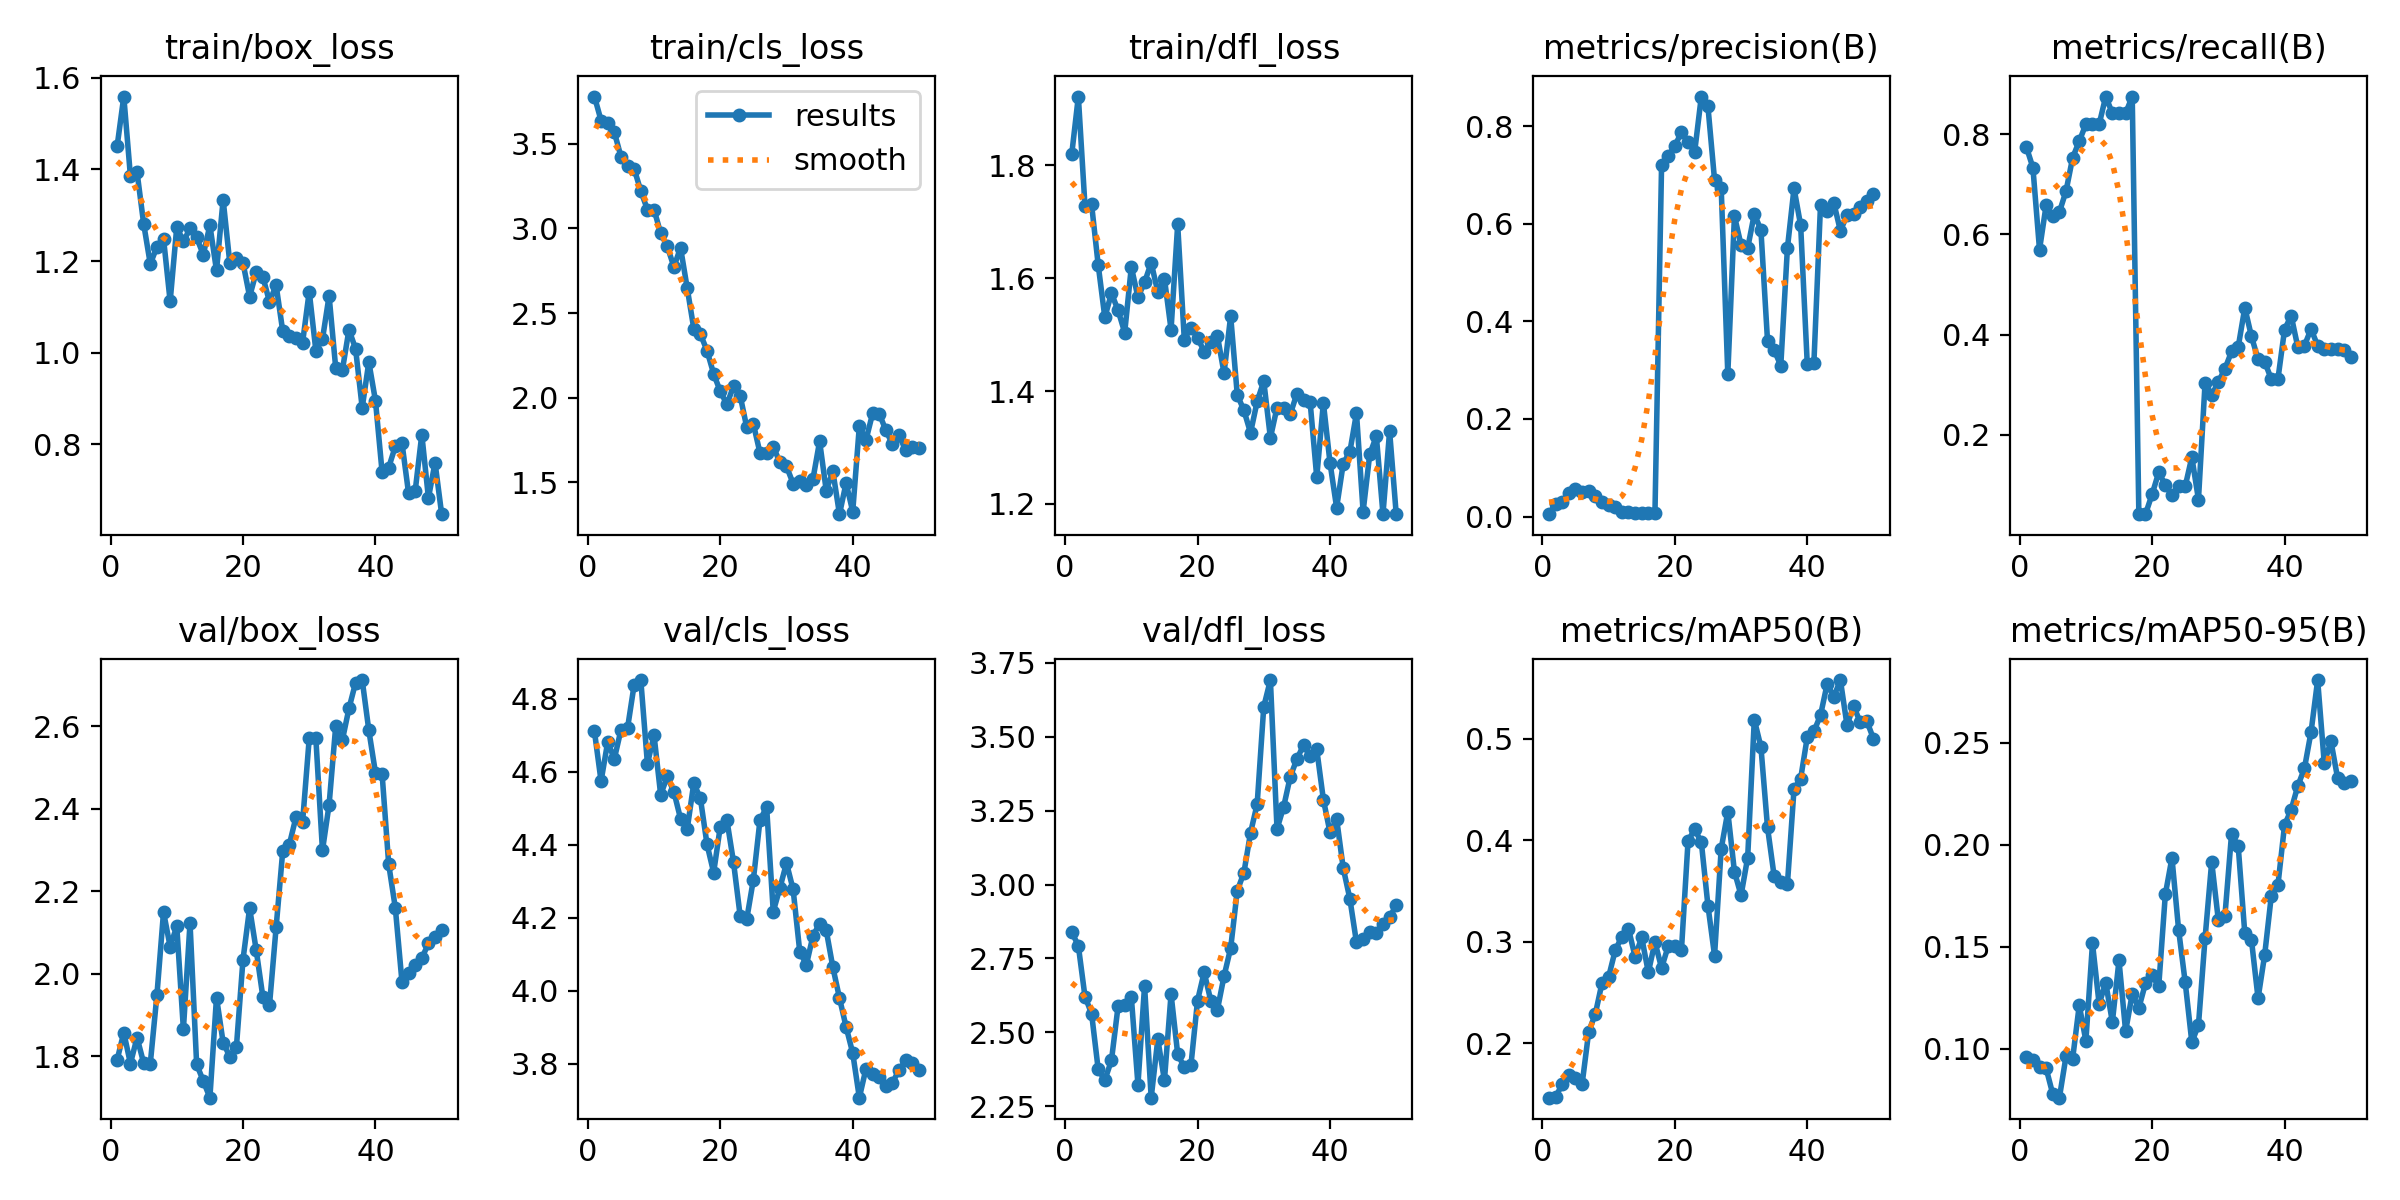 train/box_loss
1.6
1.4
1.2
1.0
0.8
0 20 40
train/cls_loss
results
smooth
3.5
3.0
2.5
2.0
1.5
0 20 40
train/dfl_loss
1.8
1.6
1.4
1.2
0 20 40
metrics/precision(B)
0.8
0.6
0.4
0.2
0.0
0 20 40
metrics/recall(B)
0.8
0.6
0.4
0.2
0 20 40
val/box_loss
2.6
2.4
2.2
2.0
1.8
0 20 40
val/cls_loss
4.8
4.6
4.4
4.2
4.0
3.8
0 20 40
val/dfl_loss
3.75
3.50
3.25
3.00
2.75
2.50
2.25
0 20 40
metrics/mAP50(B)
0.5
0.4
0.3
0.2
0 20 40
metrics/mAP50-95(B)
0.25
0.20
0.15
0.10
0 20 40